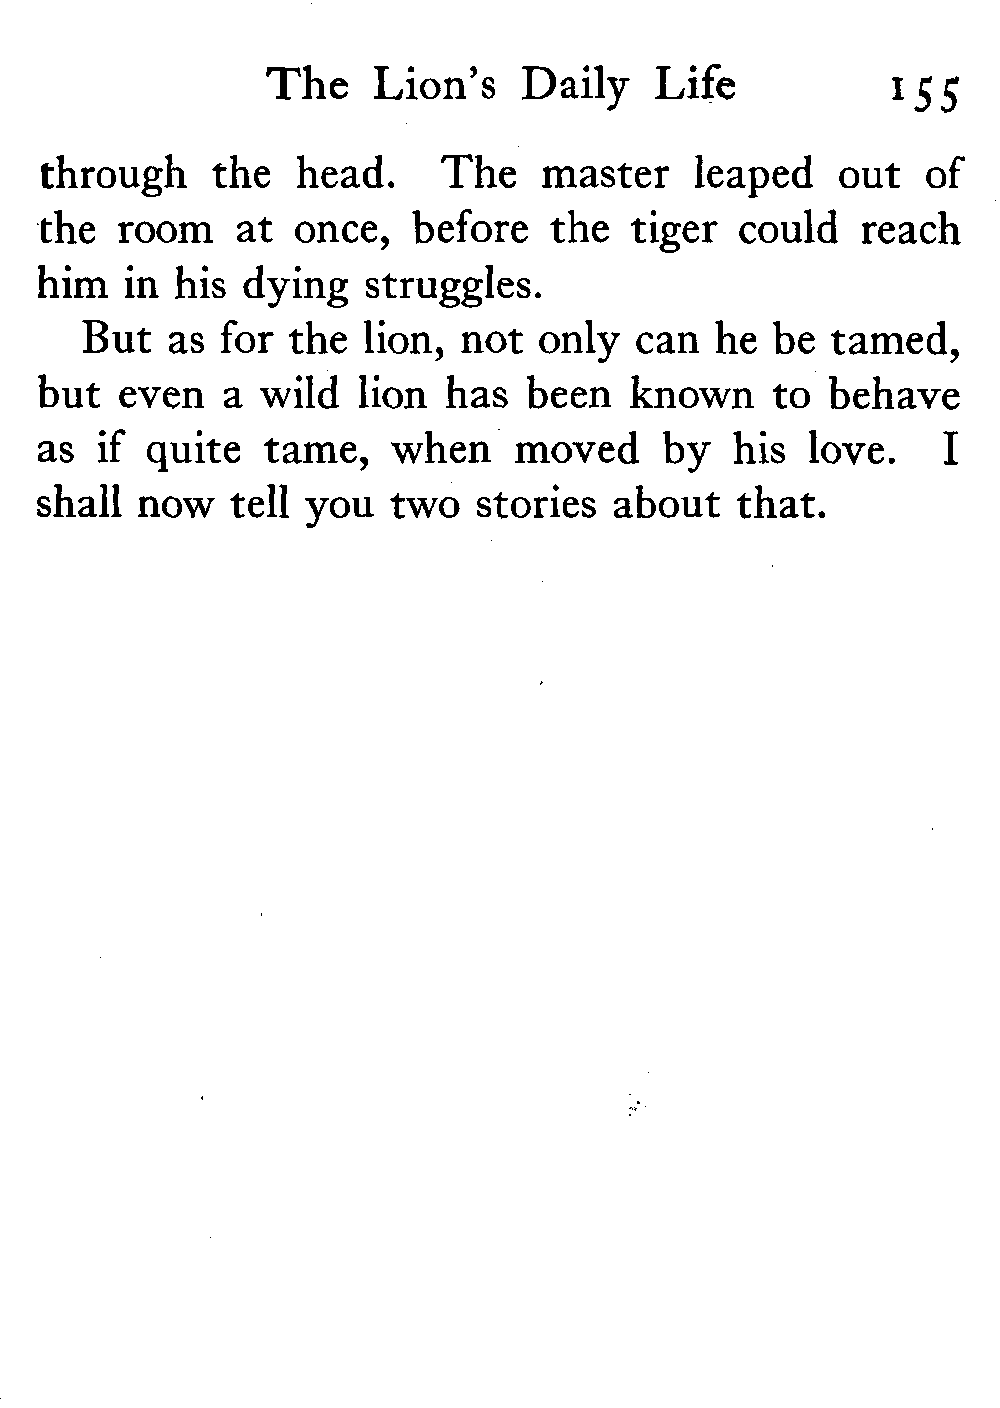 The Lion's Daily Life 155
through the head. The master leaped out of
the room at once, before the tiger could reach
him in his dying struggles.
But as for the lion, not only can he be tamed,
but even a wild lion has been known to behave
as if quite tame, when moved by his love. I
shall now tell you two stories about that.